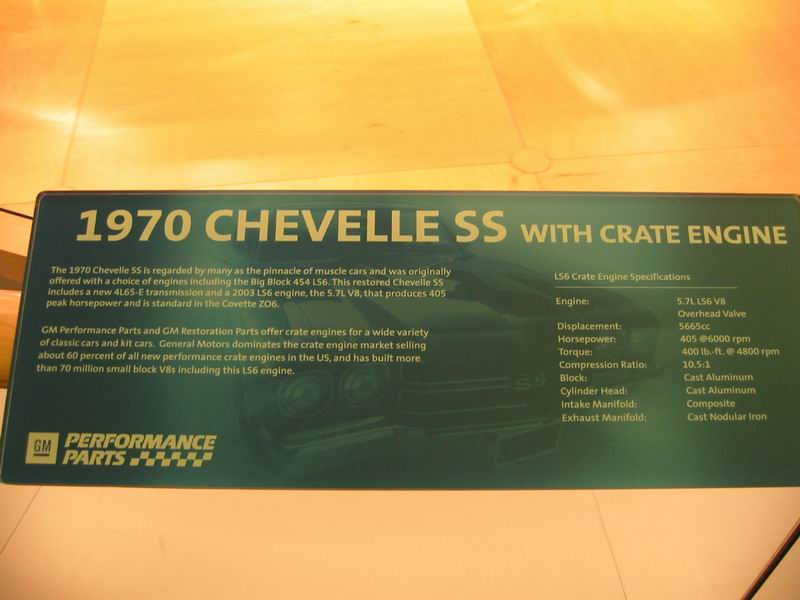 1970 CHEVELLE SS WITH CRATE ENGINE
The 1970 Chevelle SS is regarded by many as the pinnacle of muscle cars and was originally
offered with a choice of engines including the Big Block 454 LS6. This restored Chevelle SS
includes a new 4L65-E transmission and a 2003 LS6 engine, the 5.7L V8, that produces 405
peak horsepower and is standard in the Covette ZO6.
GM Performance Parts and GM Restoration Parts offer crate engines for a wide variety
of classic cars and kit cars. General Motors dominates the crate engine market selling
about 60 percent of all new performance crate engines in the US, and has built more
than 70 million small block V8s including this LS6 engine.
GM PERFORMANCE
PARTS
LS6 Crate Engine Specifications
Engine: 5.7L LS6 V8
Overhead Valve
Displacement: 5665cc
Horsepower: 405 @6000 rpm
Torque: 400 lb.-ft. @ 4800 rpm
Compression Ratio: 10.5:1
Block: Cast Aluminum
Cylinder Head: Cast Aluminum
Intake Manifold: Composite
Exhaust Manifold: Cast Nodular Iron
SS